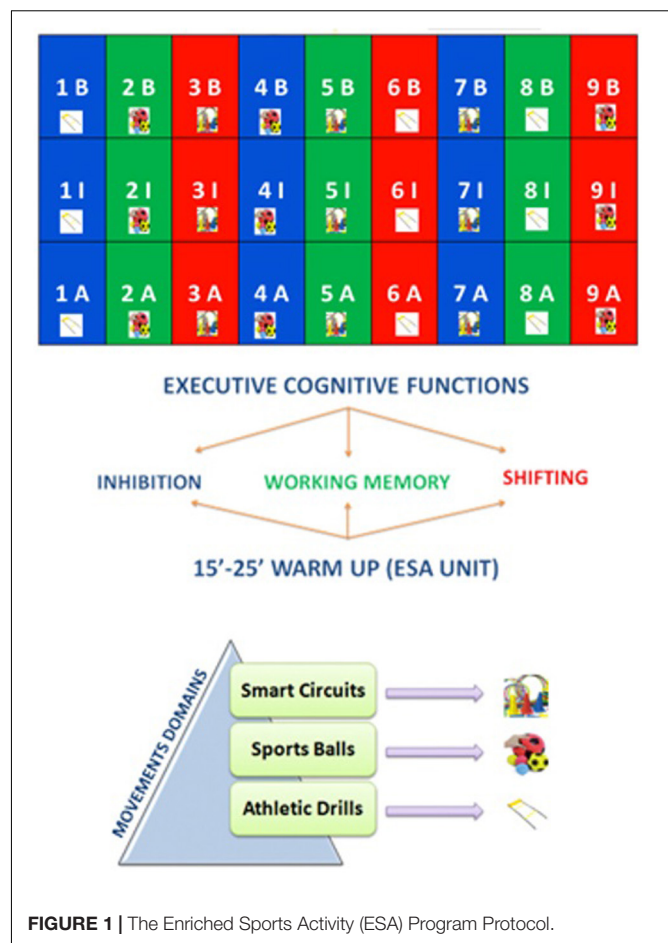 1 B 2 B 3 B 4 B 5 B 6 B 7 B 8 B 9 B
1 I 2 I 3 I 4 I 5 I 6 I 7 I 8 I 9 I
1 A 2 A 3 A 4 A 5 A 6 A 7 A 8 A 9 A
EXECUTIVE COGNITIVE FUNCTIONS
INHIBITION WORKING MEMORY SHIFTING
15’-25’ WARM UP (ESA UNIT)
MOVEMENTS DOMAINS
Smart Circuits
Sports Balls
Athletic Drills
FIGURE 1 | The Enriched Sports Activity (ESA) Program Protocol.